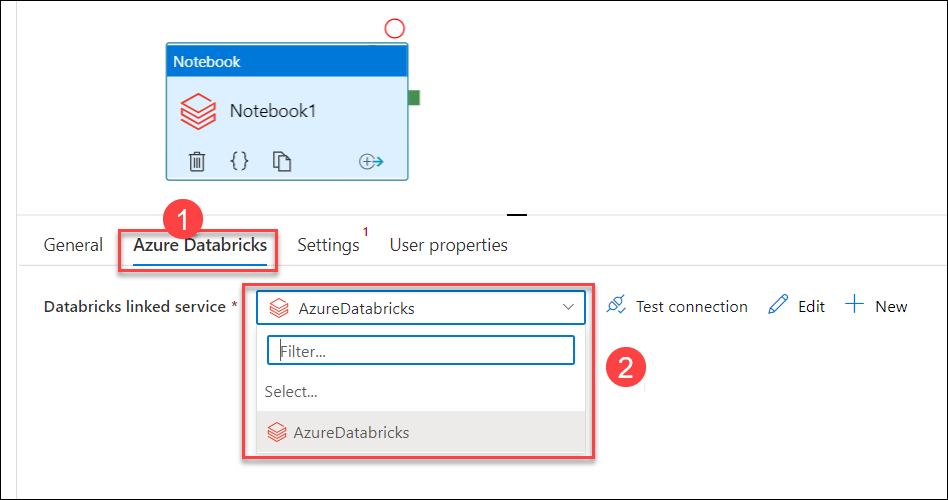 Notebook
Notebook1
{}
1
General Azure Databricks Settings 1 User properties
Databricks linked service * AzureDatabricks Test connection Edit New
Filter...
2
Select...
AzureDatabricks